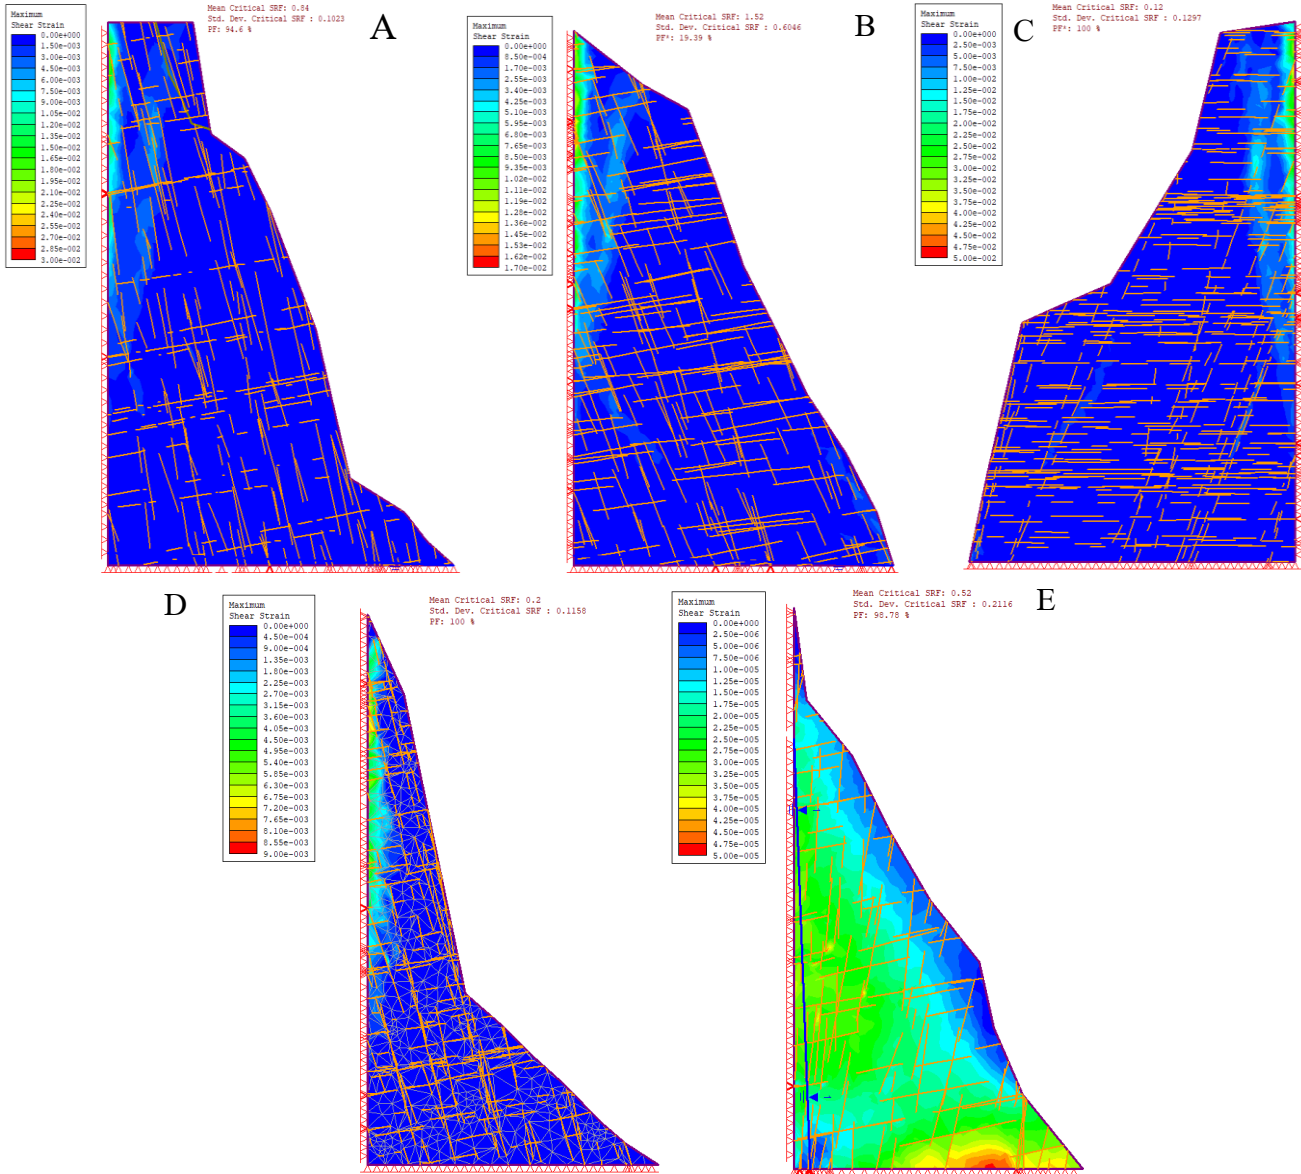 Maximum
Shear Strain
0.00e+000
1.50e-003
3.00e-003
4.50e-003
6.00e-003
7.50e-003
9.00e-003
1.05e-002
1.20e-002
1.35e-002
1.50e-002
1.65e-002
1.80e-002
1.95e-002
2.10e-002
2.25e-002
2.40e-002
2.55e-002
2.70e-002
2.85e-002
3.00e-002
Mean Critical SRF: 0.84
Std. Dev. Critical SRF : 0.1023
PF: 94.6 %
A
Maximum
Shear Strain
0.00e+000
8.50e-004
1.70e-003
2.55e-003
3.40e-003
4.25e-003
5.10e-003
5.95e-003
6.80e-003
7.65e-003
8.50e-003
9.35e-003
1.02e-002
1.11e-002
1.19e-002
1.28e-002
1.36e-002
1.45e-002
1.53e-002
1.62e-002
1.70e-002
Mean Critical SRF: 1.52
Std. Dev. Critical SRF : 0.6046
PF*: 19.39 %
B
Maximum
Shear Strain
0.00e+000
2.50e-003
5.00e-003
7.50e-003
1.00e-002
1.25e-002
1.50e-002
1.75e-002
2.00e-002
2.25e-002
2.50e-002
2.75e-002
3.00e-002
3.25e-002
3.50e-002
3.75e-002
4.00e-002
4.25e-002
4.50e-002
4.75e-002
5.00e-002
C
Mean Critical SRF: 0.12
Std. Dev. Critical SRF : 0.1297
PF*: 100 %
D
Maximum
Shear Strain
0.00e+000
4.50e-004
9.00e-004
1.35e-003
1.80e-003
2.25e-003
2.70e-003
3.15e-003
3.60e-003
4.05e-003
4.50e-003
4.95e-003
5.40e-003
5.85e-003
6.30e-003
6.75e-003
7.20e-003
7.65e-003
8.10e-003
8.55e-003
9.00e-003
Mean Critical SRF: 0.2
Std. Dev. Critical SRF : 0.1158
PF: 100 %
Maximum
Shear Strain
0.00e+000
2.50e-006
5.00e-006
7.50e-006
1.00e-005
1.25e-005
1.50e-005
1.75e-005
2.00e-005
2.25e-005
2.50e-005
2.75e-005
3.00e-005
3.25e-005
3.50e-005
3.75e-005
4.00e-005
4.25e-005
4.50e-005
4.75e-005
5.00e-005
Mean Critical SRF: 0.52
Std. Dev. Critical SRF : 0.2116
PF: 98.78 %
E